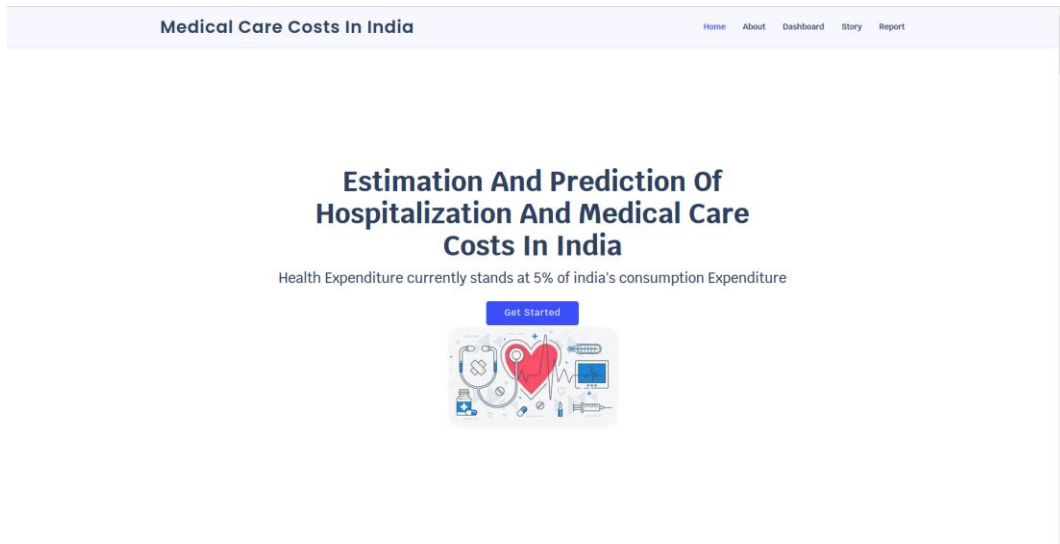 Medical Care Costs In India
Home About Dashboard Story Report
Estimation And Prediction Of
Hospitalization And Medical Care
Costs In India
Health Expenditure currently stands at 5% of india's consumption Expenditure
Get Started